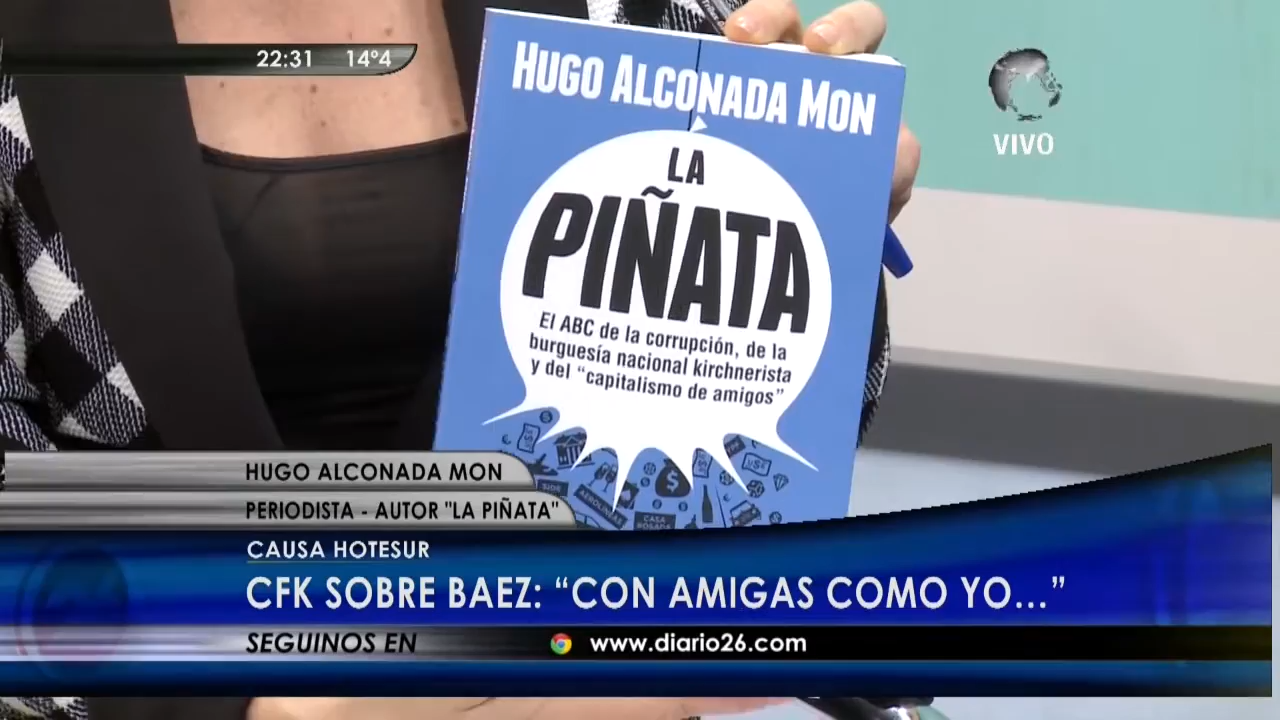 22:31 14°4
HUGO ALCONADA MON
LA
PIÑATA
El ABC de la corrupción, de la
burguesía nacional kirchnerista
y del “capitalismo de amigos”
VIVO
HUGO ALCONADA MON
PERIODISTA - AUTOR "LA PIÑATA"
CAUSA HOTESUR
CFK SOBRE BAEZ: “CON AMIGAS COMO YO...”
SEGUINOS EN www.diario26.com